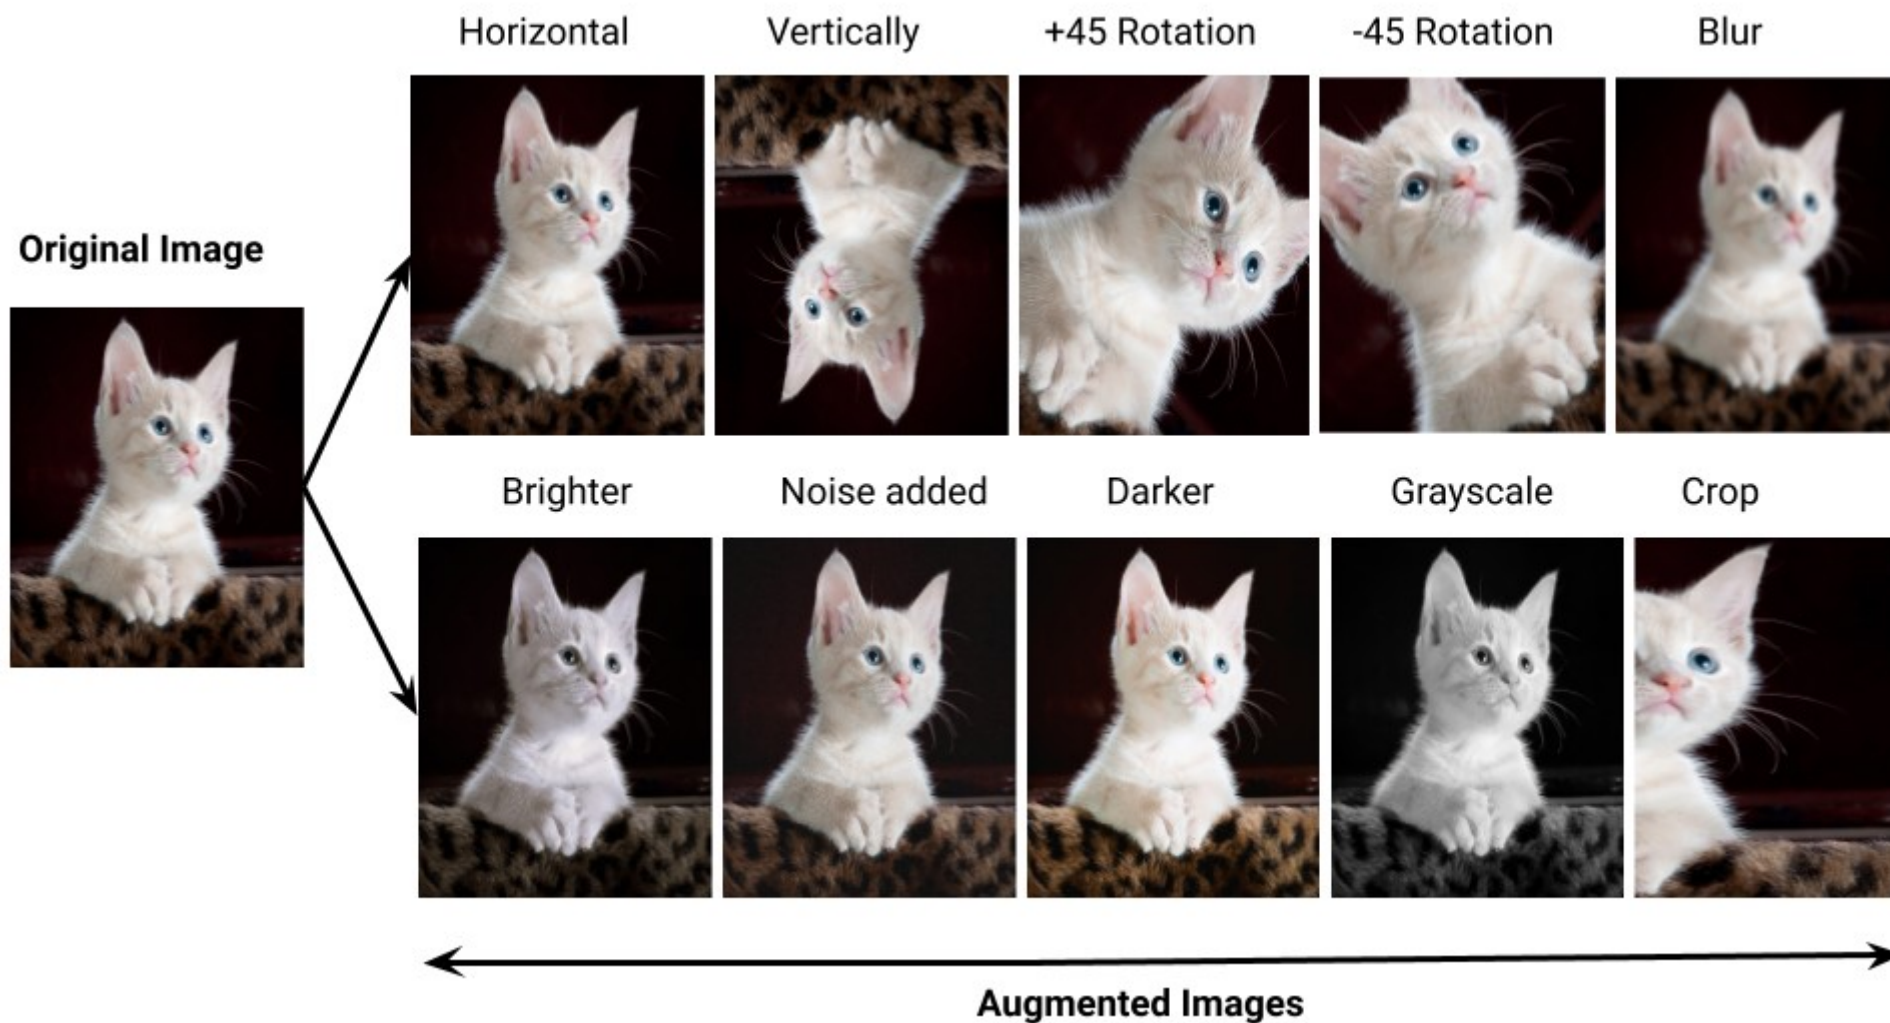 Horizontal
Vertically
+45 Rotation
-45 Rotation
Blur
Original Image
Brighter
Noise added
Darker
Grayscale
Crop
Augmented Images